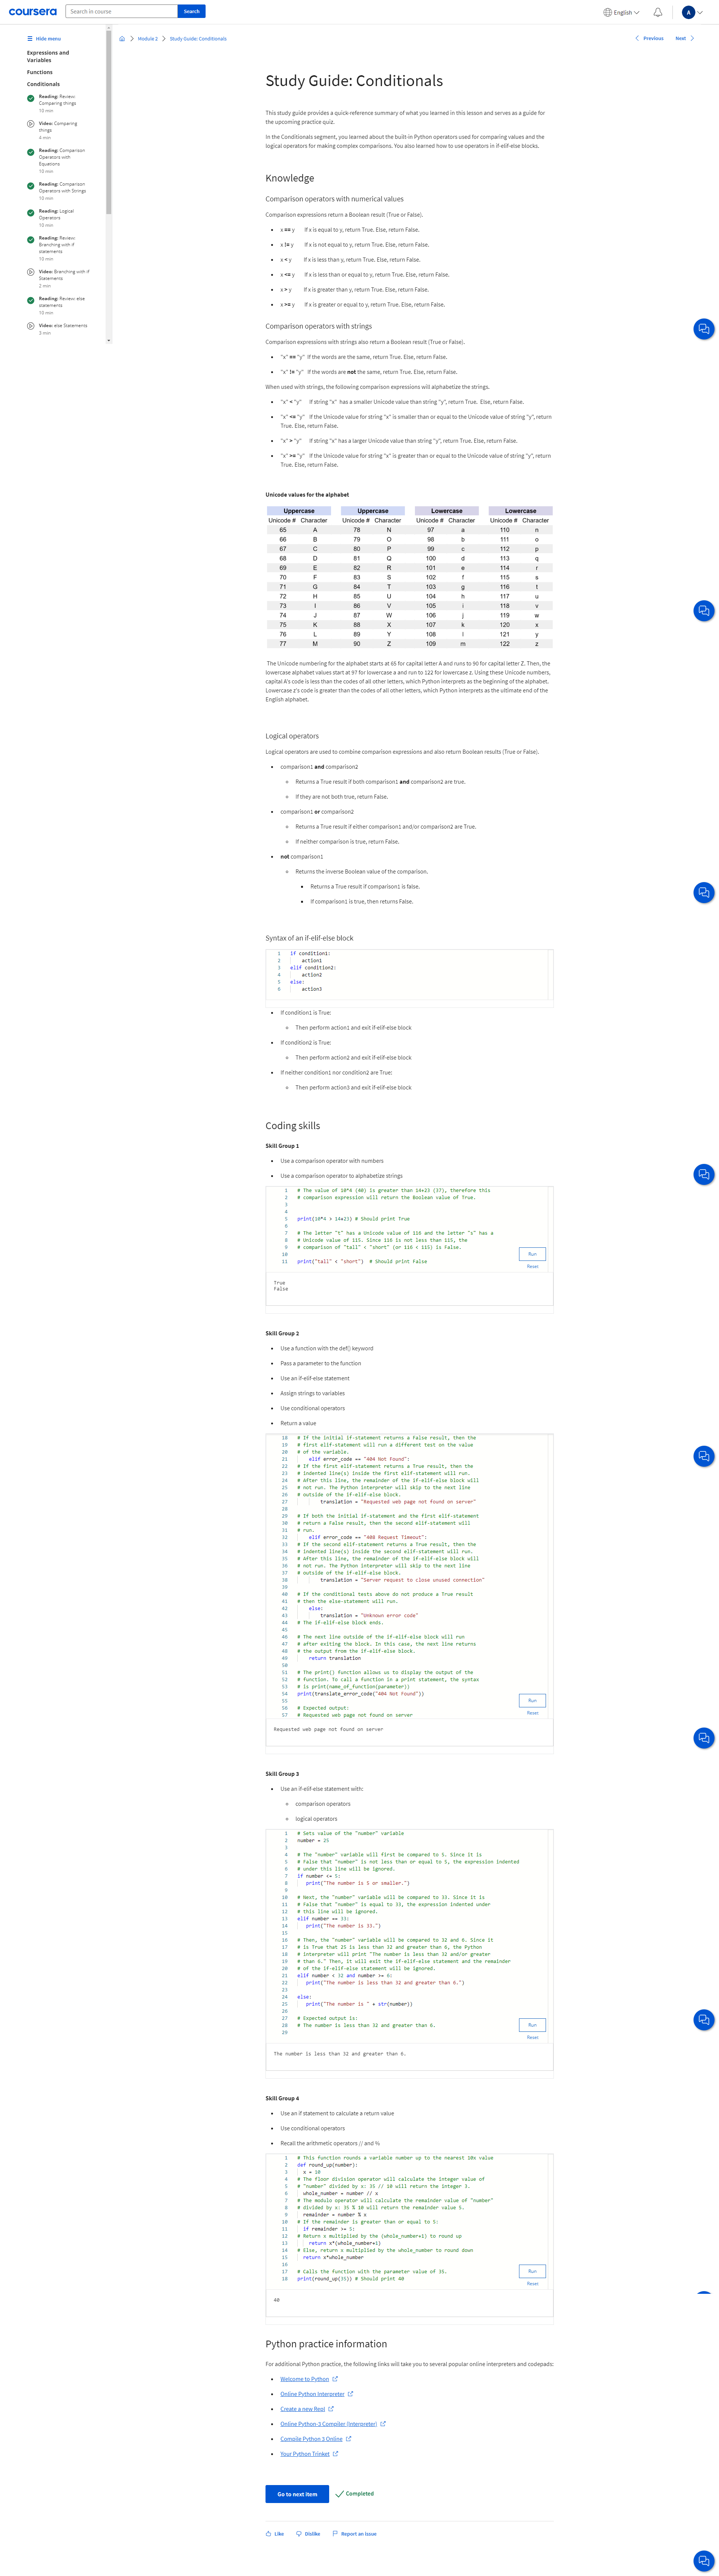 coursera
Search in course
Search
English
A
Hide menu
Module 2
Study Guide: Conditionals
Previous
Next
Expressions and
Variables
Functions
Conditionals
Reading: Review:
Comparing things
10 min
Video: Comparing
things
4 min
Reading: Comparison
Operators with
Equations
10 min
Reading: Comparison
Operators with Strings
10 min
Reading: Logical
Operators
10 min
Reading: Review:
Branching with if
statements
10 min
Video: Branching with if
Statements
2 min
Reading: Review: else
statements
10 min
Video: else Statements
3 min
Study Guide: Conditionals
This study guide provides a quick-reference summary of what you learned in this lesson and serves as a guide for
the upcoming practice quiz.
In the Conditionals segment, you learned about the built-in Python operators used for comparing values and the
logical operators for making complex comparisons. You also learned how to use operators in if-elif-else blocks.
Knowledge
Comparison operators with numerical values
Comparison expressions return a Boolean result (True or False).
x == y If x is equal to y, return True. Else, return False.
x != y If x is not equal to y, return True. Else, return False.
x < y If x is less than y, return True. Else, return False.
x <= y If x is less than or equal to y, return True. Else, return False.
x > y If x is greater than y, return True. Else, return False.
x >= y If x is greater or equal to y, return True. Else, return False.
Comparison operators with strings
Comparison expressions with strings also return a Boolean result (True or False).
"x" == "y" If the words are the same, return True. Else, return False.
"x" != "y" If the words are not the same, return True. Else, return False.
When used with strings, the following comparison expressions will alphabetize the strings.
"x" < "y" If string "x" has a smaller Unicode value than string "y", return True. Else, return False.
"x" <= "y" If the Unicode value for string "x" is smaller than or equal to the Unicode value of string "y", return
True. Else, return False.
"x" > "y" If string "x" has a larger Unicode value than string "y", return True. Else, return False.
"x" >= "y" If the Unicode value for string "x" is greater than or equal to the Unicode value of string "y", return
True. Else, return False.
Unicode values for the alphabet
Uppercase Uppercase Lowercase Lowercase
Unicode # Character Unicode # Character Unicode # Character Unicode # Character
65 A 78 N 97 a 110 n
66 B 79 O 98 b 111 o
67 C 80 P 99 c 112 p
68 D 81 Q 100 d 113 q
69 E 82 R 101 e 114 r
70 F 83 S 102 f 115 s
71 G 84 T 103 g 116 t
72 H 85 U 104 h 117 u
73 I 86 V 105 i 118 v
74 J 87 W 106 j 119 w
75 K 88 X 107 k 120 x
76 L 89 Y 108 l 121 y
77 M 90 Z 109 m 122 z
The Unicode numbering for the alphabet starts at 65 for capital letter A and runs to 90 for capital letter Z. Then, the
lowercase alphabet values start at 97 for lowercase a and run to 122 for lowercase z. Using these Unicode numbers,
capital A's code is less than the codes of all other letters, which Python interprets as the beginning of the alphabet.
Lowercase z's code is greater than the codes of all other letters, which Python interprets as the ultimate end of the
English alphabet.
Logical operators
Logical operators are used to combine comparison expressions and also return Boolean results (True or False).
comparison1 and comparison2
Returns a True result if both comparison1 and comparison2 are true.
If they are not both true, return False.
comparison1 or comparison2
Returns a True result if either comparison1 and/or comparison2 are True.
If neither comparison is true, return False.
not comparison1
Returns the inverse Boolean value of the comparison.
Returns a True result if comparison1 is false.
If comparison1 is true, then returns False.
Syntax of an if-elif-else block
1 if condition1:
2 action1
3 elif condition2:
4 action2
5 else:
6 action3
If condition1 is True:
Then perform action1 and exit if-elif-else block
If condition2 is True:
Then perform action2 and exit if-elif-else block
If neither condition1 nor condition2 are True:
Then perform action3 and exit if-elif-else block
Coding skills
Skill Group 1
Use a comparison operator with numbers
Use a comparison operator to alphabetize strings
1 # The value of 10*4 (40) is greater than 14+23 (37), therefore this
2 # comparison expression will return the Boolean value of True.
3
4
5 print(10*4 > 14+23) # Should print True
6
7 # The letter "t" has a Unicode value of 116 and the letter "s" has a
8 # Unicode value of 115. Since 116 is not less than 115, the
9 # comparison of "tall" < "short" (or 116 < 115) is False.
10
11 print("tall" < "short") # Should print False
Run
Reset
True
False
Skill Group 2
Use a function with the def() keyword
Pass a parameter to the function
Use an if-elif-else statement
Assign strings to variables
Use conditional operators
Return a value
18 # If the initial if-statement returns a False result, then the
19 # first elif-statement will run a different test on the value
20 # of the variable.
21 elif error_code == "404 Not Found":
22 # If the first elif-statement returns a True result, then the
23 # indented line(s) inside the first elif-statement will run.
24 # After this line, the remainder of the if-elif-else block will
25 # not run. The Python interpreter will skip to the next line
26 # outside of the if-elif-else block.
27 translation = "Requested web page not found on server"
28
29 # If both the initial if-statement and the first elif-statement
30 # return a False result, then the second elif-statement will
31 # run.
32 elif error_code == "408 Request Timeout":
33 # If the second elif-statement returns a True result, then the
34 # indented line(s) inside the second elif-statement will run.
35 # After this line, the remainder of the if-elif-else block will
36 # not run. The Python interpreter will skip to the next line
37 # outside of the if-elif-else block.
38 translation = "Server request to close unused connection"
39
40 # If the conditional tests above do not produce a True result
41 # then the else-statement will run.
42 else:
43 translation = "Unknown error code"
44 # The if-elif-else block ends.
45
46 # The next line outside of the if-elif-else block will run
47 # after exiting the block. In this case, the next line returns
48 # the output from the if-elif-else block.
49 return translation
50
51 # The print() function allows us to display the output of the
52 # function. To call a function in a print statement, the syntax
53 # is print(name_of_function(parameter))
54 print(translate_error_code("404 Not Found"))
55
56 # Expected output:
57 # Requested web page not found on server
Run
Reset
Requested web page not found on server
Skill Group 3
Use an if-elif-else statement with:
comparison operators
logical operators
1 # Sets value of the "number" variable
2 number = 25
3
4 # The "number" variable will first be compared to 5. Since it is
5 # False that "number" is not less than or equal to 5, the expression indented
6 # under this line will be ignored.
7 if number <= 5:
8 print("The number is 5 or smaller.")
9
10 # Next, the "number" variable will be compared to 33. Since it is
11 # False that "number" is equal to 33, the expression indented under
12 # this line will be ignored.
13 elif number == 33:
14 print("The number is 33.")
15
16 # Then, the "number" variable will be compared to 32 and 6. Since it
17 # is True that 25 is less than 32 and greater than 6, the Python
18 # interpreter will print "The number is less than 32 and/or greater
19 # than 6." Then, it will exit the if-elif-else statement and the remainder
20 # of the if-elif-else statement will be ignored.
21 elif number < 32 and number >= 6:
22 print("The number is less than 32 and greater than 6.")
23
24 else:
25 print("The number is " + str(number))
26
27 # Expected output is:
28 # The number is less than 32 and greater than 6.
29
Run
Reset
The number is less than 32 and greater than 6.
Skill Group 4
Use an if statement to calculate a return value
Use conditional operators
Recall the arithmetic operators // and %
1 # This function rounds a variable number up to the nearest 10x value
2 def round_up(number):
3 x = 10
4 # The floor division operator will calculate the integer value of
5 # "number" divided by x: 35 // 10 will return the integer 3.
6 whole_number = number // x
7 # The modulo operator will calculate the remainder value of "number"
8 # divided by x: 35 % 10 will return the remainder value 5.
9 remainder = number % x
10 # If the remainder is greater than or equal to 5:
11 if remainder >= 5:
12 # Return x multiplied by the (whole_number+1) to round up
13 return x*(whole_number+1)
14 # Else, return x multiplied by the whole_number to round down
15 return x*whole_number
16
17 # Calls the function with the parameter value of 35.
18 print(round_up(35)) # Should print 40
Run
Reset
40
Python practice information
For additional Python practice, the following links will take you to several popular online interpreters and codepads:
Welcome to Python
Online Python Interpreter
Create a new Repl
Online Python-3 Compiler (Interpreter)
Compile Python 3 Online
Your Python Trinket
Go to next item
Completed
Like
Dislike
Report an issue